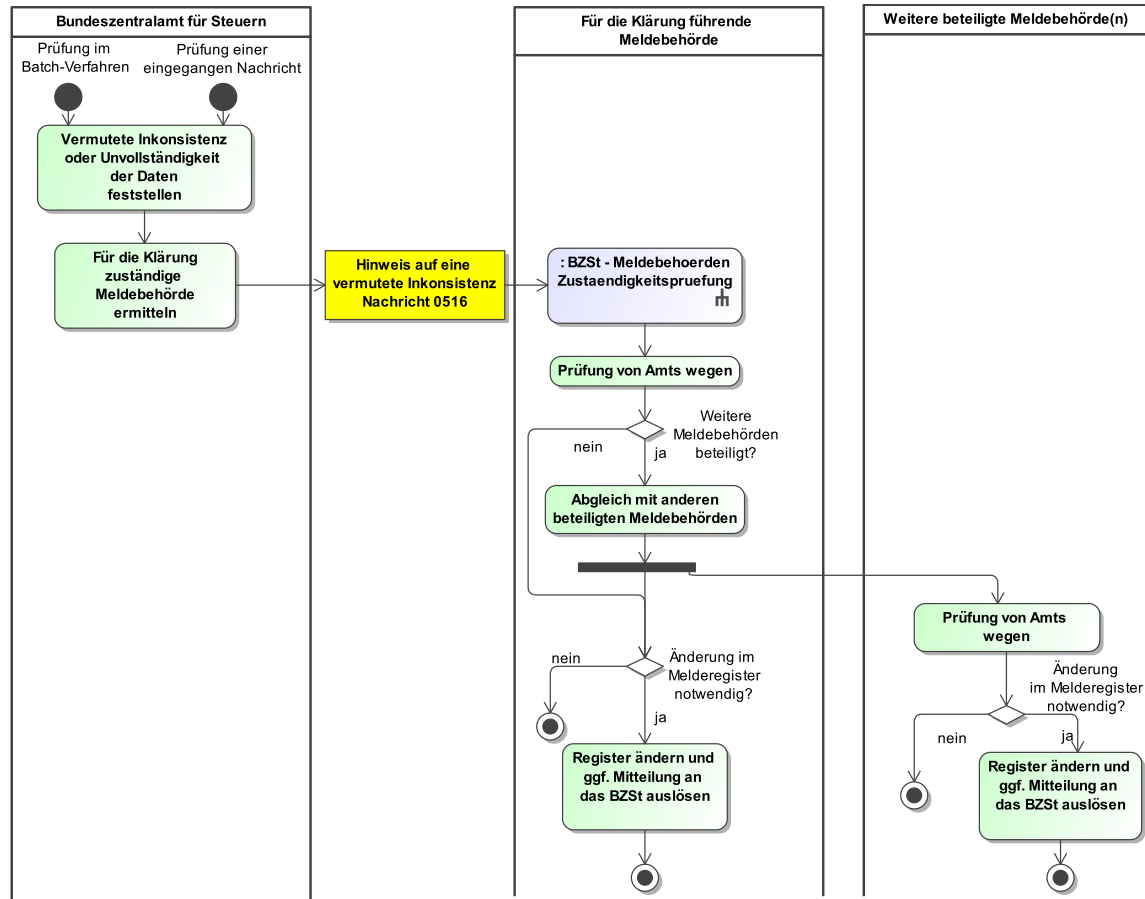 Bundeszentralamt für Steuern
Prüfung im
Batch-Verfahren
Prüfung einer
eingegangen Nachricht
Vermutete Inkonsistenz
oder Unvollständigkeit
der Daten
feststellen
Für die Klärung
zuständige
Meldebehörde
ermitteln
Hinweis auf eine
vermutete Inkonsistenz
Nachricht 0516
Für die Klärung führende
Meldebehörde
: BZSt - Meldebehoerden
Zustaendigkeitspruefung
Prüfung von Amts wegen
Weitere
Meldebehörden
beteiligt?
nein
ja
Abgleich mit anderen
beteiligten Meldebehörden
nein
Änderung im
Melderegister
notwendig?
ja
Register ändern und
ggf. Mitteilung an
das BZSt auslösen
Weitere beteiligte Meldebehörde(n)
Prüfung von Amts
wegen
Änderung
im Melderegister
notwendig?
nein
ja
Register ändern und
ggf. Mitteilung an
das BZSt auslösen